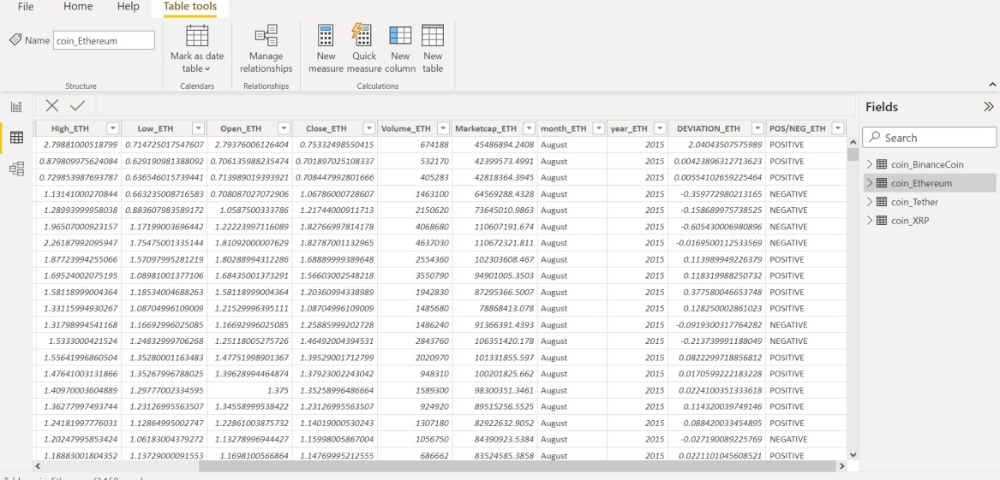 File Home Help Table tools
Name coin_Ethereum
Mark as date table
Manage relationships
New measure
Quick measure
New column
New table
Structure Calendars Relationships Calculations
Fields
Search
coin_BinanceCoin
coin_Ethereum
coin_Tether
coin_XRP
High_ETH Low_ETH Open_ETH Close_ETH Volume_ETH Marketcap_ETH month_ETH year_ETH DEVIATION_ETH POS/NEG_ETH
2.79881000518799 0.714725017547607 2.79376006126404 0.75332498550415 674188 45486894.2408 August 2015 2.04043507575989 POSITIVE
0.879809975624084 0.629190981388092 0.706135988235474 0.701897025108337 532170 42399573.4991 August 2015 0.00423896312713623 POSITIVE
0.729853987693787 0.636546015739441 0.713989019393921 0.708447992801666 405283 42818364.3945 August 2015 0.00554102659225464 POSITIVE
1.13141000270844 0.663235008716583 0.708087027072906 1.06786000728607 1463100 64569288.4328 August 2015 -0.359772980213165 NEGATIVE
1.28993999958038 0.883607983589172 1.0587500333786 1.21744000911713 2150620 73645010.9863 August 2015 -0.158689975738525 NEGATIVE
1.96507000923157 1.17199003696442 1.22223997116089 1.82766997814178 4068680 110607191.674 August 2015 -0.605430006980896 NEGATIVE
2.26187992095947 1.75475001335144 1.81092000007629 1.82787001132965 4637030 110672321.811 August 2015 -0.0169500112533569 NEGATIVE
1.87723994255066 1.57097995281219 1.80288994312286 1.68889999389648 2554360 102303608.467 August 2015 0.113989949226379 POSITIVE
1.69524002075195 1.08981001377106 1.68435001373291 1.56603002548218 3550790 94901005.3503 August 2015 0.118319988250732 POSITIVE
1.58118999004364 1.18534004688263 1.58118999004364 1.20360994338989 1942830 87295366.5007 August 2015 0.377580046653748 POSITIVE
1.33115994930267 1.08704996109009 1.21529996395111 1.08704996109009 1485680 78868413.078 August 2015 0.128250002861023 POSITIVE
1.31798994541168 1.16692996025085 1.16692996025085 1.25885999202728 1486240 91366391.4393 August 2015 -0.0919300317764282 NEGATIVE
1.5333000421524 1.24832999706268 1.25118005275726 1.46492004394531 2843760 106351420.178 August 2015 -0.213739991188049 NEGATIVE
1.55641996860504 1.35280001163483 1.47751998901367 1.39529001712799 2020970 101331855.597 August 2015 0.0822299718856812 POSITIVE
1.47641003131866 1.35267996788025 1.39628994464874 1.37923002243042 948310 100201825.662 August 2015 0.0170599222183228 POSITIVE
1.40970003604889 1.29777002334595 1.375 1.35258996486664 1589300 98300351.3461 August 2015 0.0224100351333618 POSITIVE
1.36277997493744 1.23126995563507 1.34558999538422 1.23126995563507 924920 89515256.5525 August 2015 0.114320039749146 POSITIVE
1.24181997776031 1.12864995002747 1.22861003875732 1.14019000530243 1307180 82922632.9052 August 2015 0.088420033454895 POSITIVE
1.20247995853424 1.06183004379272 1.13278996944427 1.15998005867004 1056750 84390923.5384 August 2015 -0.027190089225769 NEGATIVE
1.18883001804352 1.13729000091553 1.1698100566864 1.14769995212555 686662 83524585.3858 August 2015 0.0221101045608521 POSITIVE